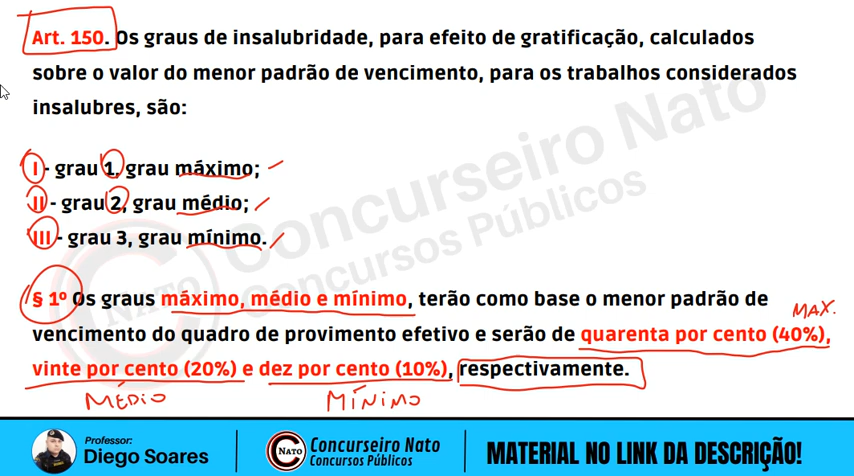 Art. 150. Os graus de insalubridade, para efeito de gratificação, calculados
sobre o valor do menor padrão de vencimento, para os trabalhos considerados
insalubres, são:
I - grau 1, grau máximo;
II - grau 2, grau médio;
III - grau 3, grau mínimo.
§ 1º Os graus máximo, médio e mínimo, terão como base o menor padrão de
MAX.
vencimento do quadro de provimento efetivo e serão de quarenta por cento (40%),
vinte por cento (20%) e dez por cento (10%), respectivamente.
MÉDIO MÍNIMO
Concurseiro Nato
Concursos Públicos
NATO
Professor:
Diego Soares
NATO
Concurseiro Nato
Concursos Públicos
MATERIAL NO LINK DA DESCRIÇÃO!